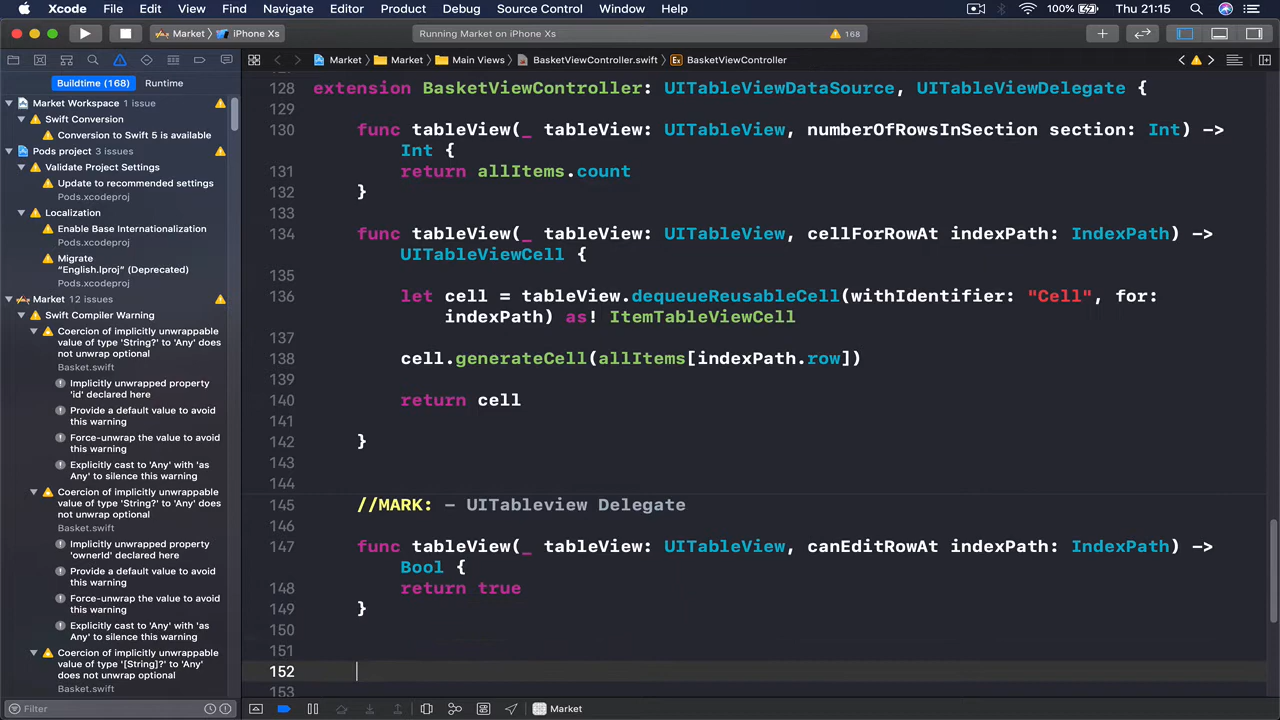 Xcode File Edit View Find Navigate Editor Product Debug Source Control Window Help 100% Thu 21:15
Market iPhone Xs Running Market on iPhone Xs 168
Market Market Main Views BasketViewController.swift BasketViewController
Buildtime (168) Runtime
Market Workspace 1 issue
Swift Conversion
Conversion to Swift 5 is available
Pods project 3 issues
Validate Project Settings
Update to recommended settings
Pods.xcodeproj
Localization
Enable Base Internationalization
Pods.xcodeproj
Migrate
“English.lproj” (Deprecated)
Pods.xcodeproj
Market 12 issues
Swift Compiler Warning
Coercion of implicitly unwrappable
value of type 'String?' to 'Any' does
not unwrap optional
Basket.swift
Implicitly unwrapped property
'id' declared here
Provide a default value to avoid
this warning
Force-unwrap the value to avoid
this warning
Explicitly cast to 'Any' with 'as
Any' to silence this warning
Coercion of implicitly unwrappable
value of type 'String?' to 'Any' does
not unwrap optional
Basket.swift
Implicitly unwrapped property
'ownerId' declared here
Provide a default value to avoid
this warning
Force-unwrap the value to avoid
this warning
Explicitly cast to 'Any' with 'as
Any' to silence this warning
Coercion of implicitly unwrappable
value of type '[String]?' to 'Any'
does not unwrap optional
Basket.swift
Filter
128 extension BasketViewController: UITableViewDataSource, UITableViewDelegate {
129
130 func tableView(_ tableView: UITableView, numberOfRowsInSection section: Int) ->
Int {
131 return allItems.count
132 }
133
134 func tableView(_ tableView: UITableView, cellForRowAt indexPath: IndexPath) ->
UITableViewCell {
135
136 let cell = tableView.dequeueReusableCell(withIdentifier: "Cell", for:
indexPath) as! ItemTableViewCell
137
138 cell.generateCell(allItems[indexPath.row])
139
140 return cell
141
142 }
143
144
145 //MARK: - UITableview Delegate
146
147 func tableView(_ tableView: UITableView, canEditRowAt indexPath: IndexPath) ->
Bool {
148 return true
149 }
150
151
152
153
Market